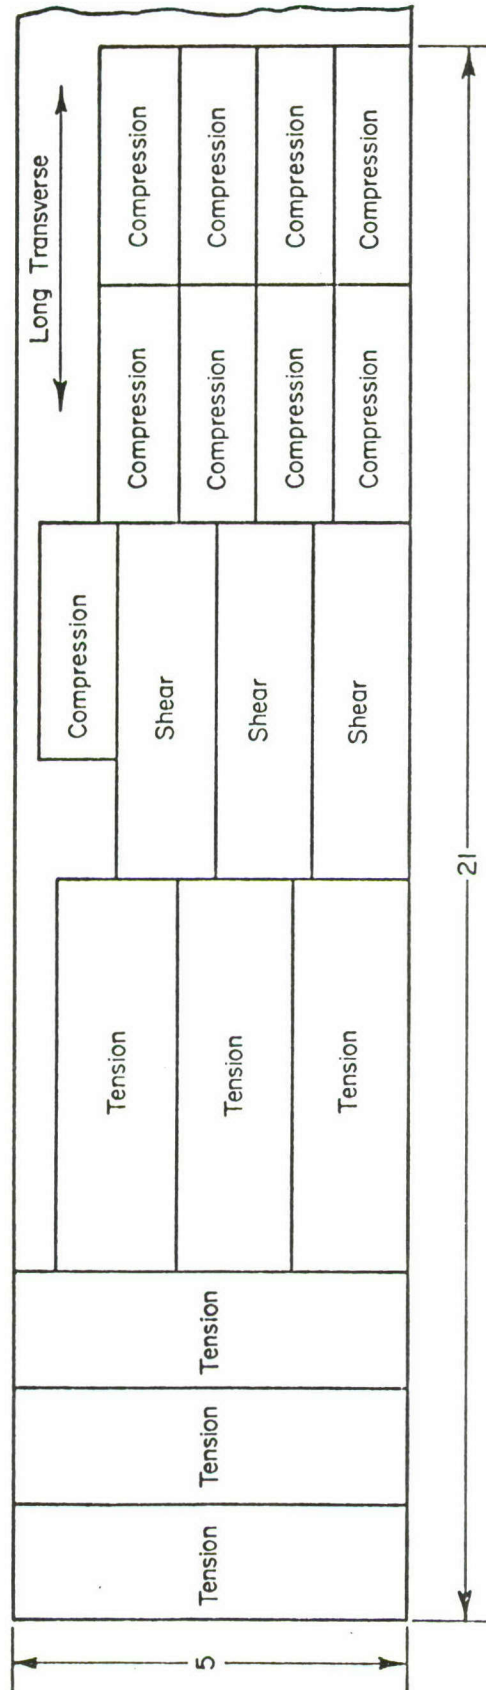 Long Transverse
Compression
Compression
Compression
Compression
Compression
Compression
Compression
Compression
Compression
Shear
Shear
Shear
Tension
Tension
Tension
Tension
Tension
Tension
5
21